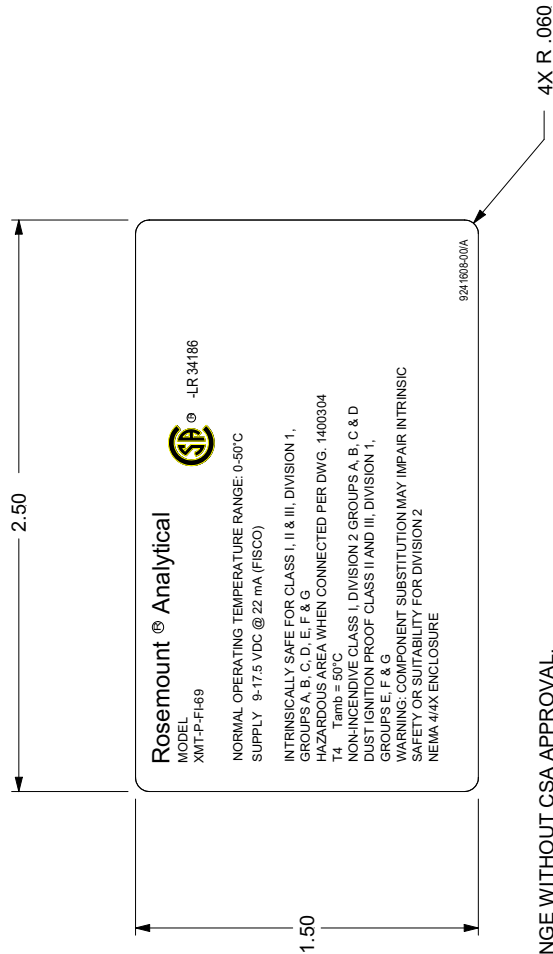 2.50
1.50
Rosemount ® Analytical
MODEL
XMT-P-FI-69
CSA ® -LR 34186
NORMAL OPERATING TEMPERATURE RANGE: 0-50°C
SUPPLY 9-17.5 VDC @ 22 mA (FISCO)
INTRINSICALLY SAFE FOR CLASS I, II & III, DIVISION 1,
GROUPS A, B, C, D, E, F & G
HAZARDOUS AREA WHEN CONNECTED PER DWG. 1400304
T4 Tamb = 50°C
NON-INCENDIVE CLASS I, DIVISION 2 GROUPS A, B, C & D
DUST IGNITION PROOF CLASS II AND III, DIVISION 1,
GROUPS E, F & G
WARNING: COMPONENT SUBSTITUTION MAY IMPAIR INTRINSIC
SAFETY OR SUITABILITY FOR DIVISION 2
NEMA 4/4X ENCLOSURE
9241608-00/A
4X R .060
NGE WITHOUT CSA APPROVAL.